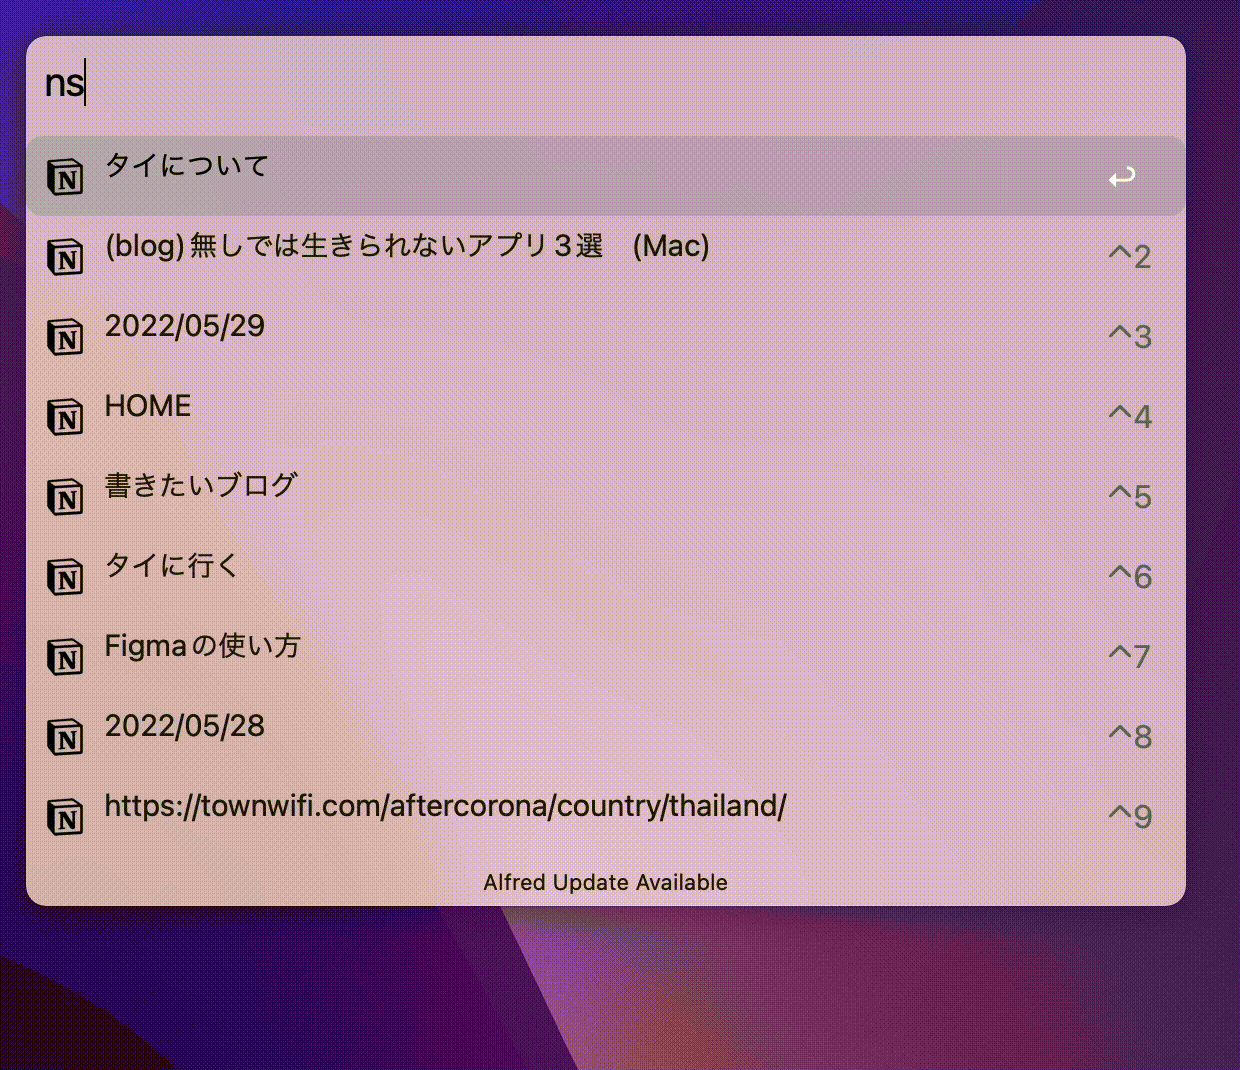 ns
タイについて
(blog)無しでは生きられないアプリ3選　(Mac)
^2
2022/05/29
^3
HOME
^4
書きたいブログ
^5
タイに行く
^6
Figmaの使い方
^7
2022/05/28
^8
https://townwifi.com/aftercorona/country/thailand/
^9
Alfred Update Available